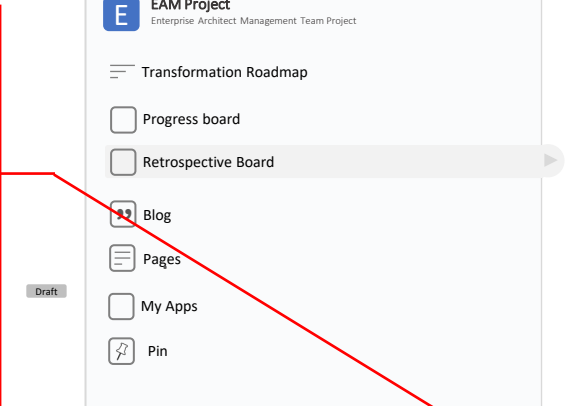 EAM Project
E
Enterprise Architect Management Team Project
Transformation Roadmap
Progress board
Retrospective Board
Blog
Pages
Draft
My Apps
Pin